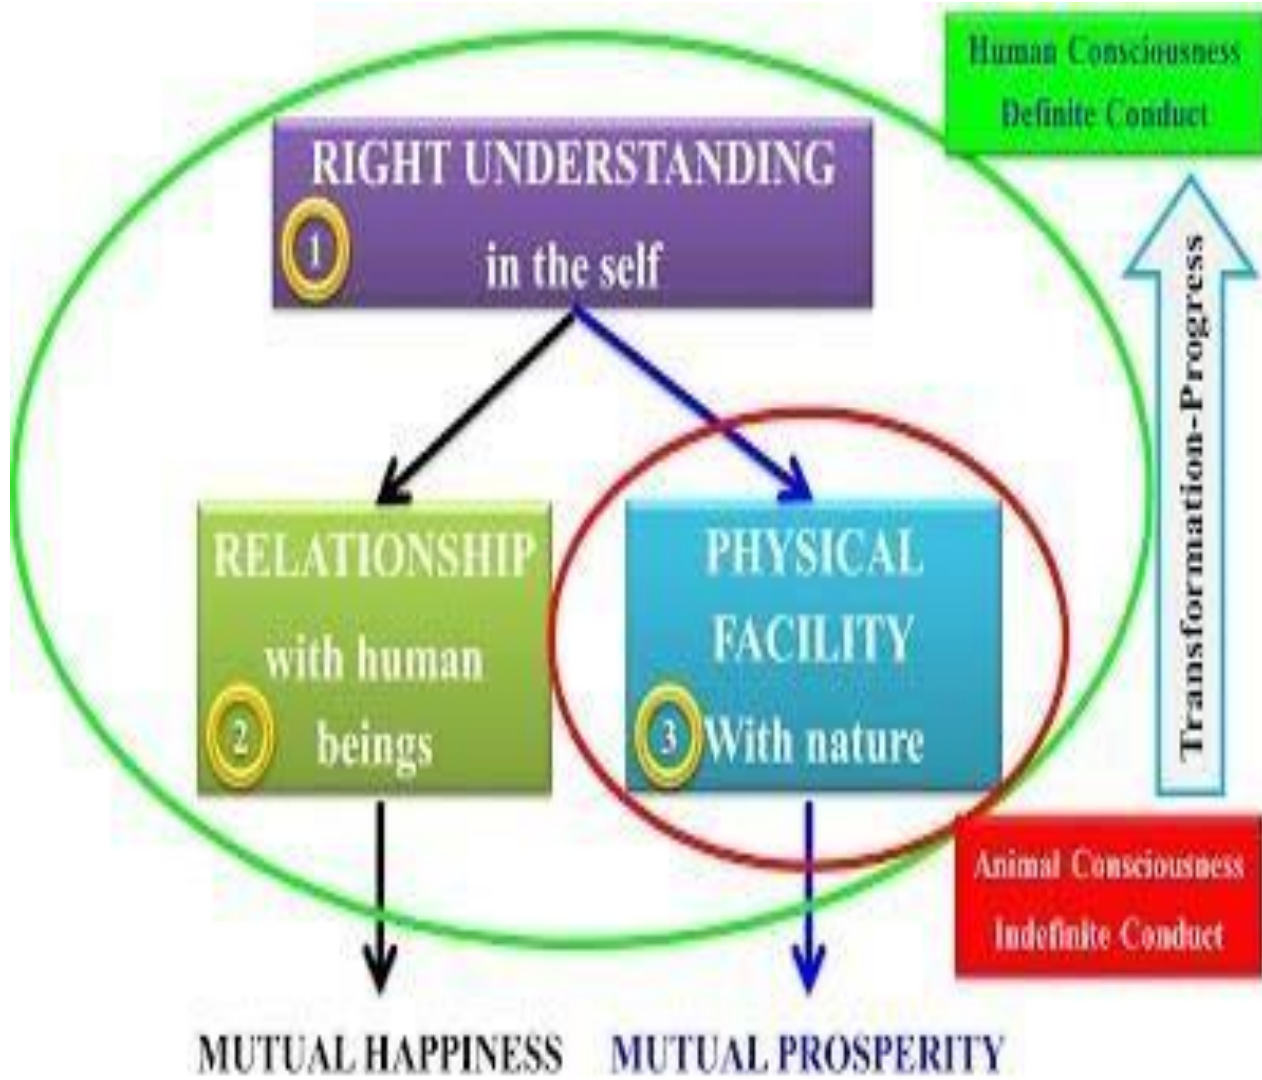 Human Consciousness
Definite Conduct
RIGHT UNDERSTANDING
1
in the self
Transformation-Progress
RELATIONSHIP
with human
2
beings
PHYSICAL
FACILITY
3
With nature
Animal Consciousness
Indefinite Conduct
MUTUAL HAPPINESS
MUTUAL PROSPERITY